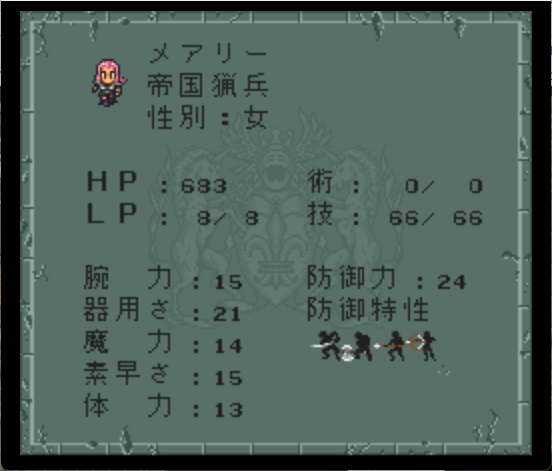 メアリー
帝国猟兵
性別：女
HP：683 術：0/ 0
LP：8/ 8 技：66/ 66
腕力：15 防御力：24
器用さ：21 防御特性
魔力：14
素早さ：15
体力：13